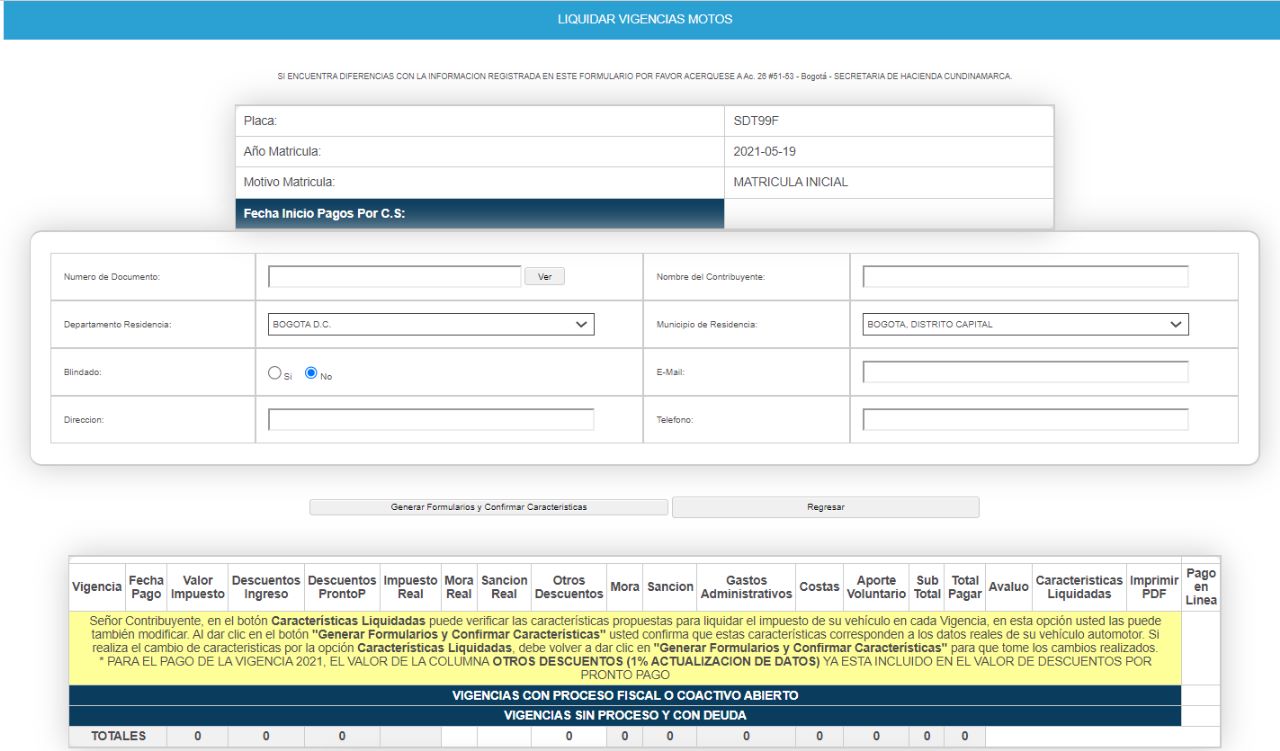 LIQUIDAR VIGENCIAS MOTOS
SI ENCUENTRA DIFERENCIAS CON LA INFORMACION REGISTRADA EN ESTE FORMULARIO POR FAVOR ACERQUESE A Ac. 26 #51-53 - Bogotá - SECRETARIA DE HACIENDA CUNDINAMARCA.
Placa: SDT99F
Año Matricula: 2021-05-19
Motivo Matricula: MATRICULA INICIAL
Fecha Inicio Pagos Por C.S:
Numero de Documento: Ver Nombre del Contribuyente:
Departamento Residencia: BOGOTA D.C. Municipio de Residencia: BOGOTA, DISTRITO CAPITAL
Blindado: Si No E-Mail:
Direccion: Telefono:
Generar Formularios y Confirmar Caracteristicas Regresar
Vigencia Fecha Pago Valor Impuesto Descuentos Ingreso Descuentos ProntoP Impuesto Real Mora Real Sancion Real Otros Descuentos Mora Sancion Gastos Administrativos Costas Aporte Voluntario Sub Total Total Pagar Avaluo Caracteristicas Liquidadas Imprimir PDF Pago en Linea
Señor Contribuyente, en el botón Características Liquidadas puede verificar las características propuestas para liquidar el impuesto de su vehículo en cada Vigencia, en esta opción usted las puede
también modificar. Al dar clic en el botón "Generar Formularios y Confirmar Características" usted confirma que estas características corresponden a los datos reales de su vehículo automotor. Si
realiza el cambio de caracteristicas por la opción Características Liquidadas, debe volver a dar clic en "Generar Formularios y Confirmar Características" para que tome los cambios realizados.
* PARA EL PAGO DE LA VIGENCIA 2021, EL VALOR DE LA COLUMNA OTROS DESCUENTOS (1% ACTUALIZACION DE DATOS) YA ESTA INCLUIDO EN EL VALOR DE DESCUENTOS POR
PRONTO PAGO
VIGENCIAS CON PROCESO FISCAL O COACTIVO ABIERTO
VIGENCIAS SIN PROCESO Y CON DEUDA
TOTALES 0 0 0 0 0 0 0 0 0 0 0